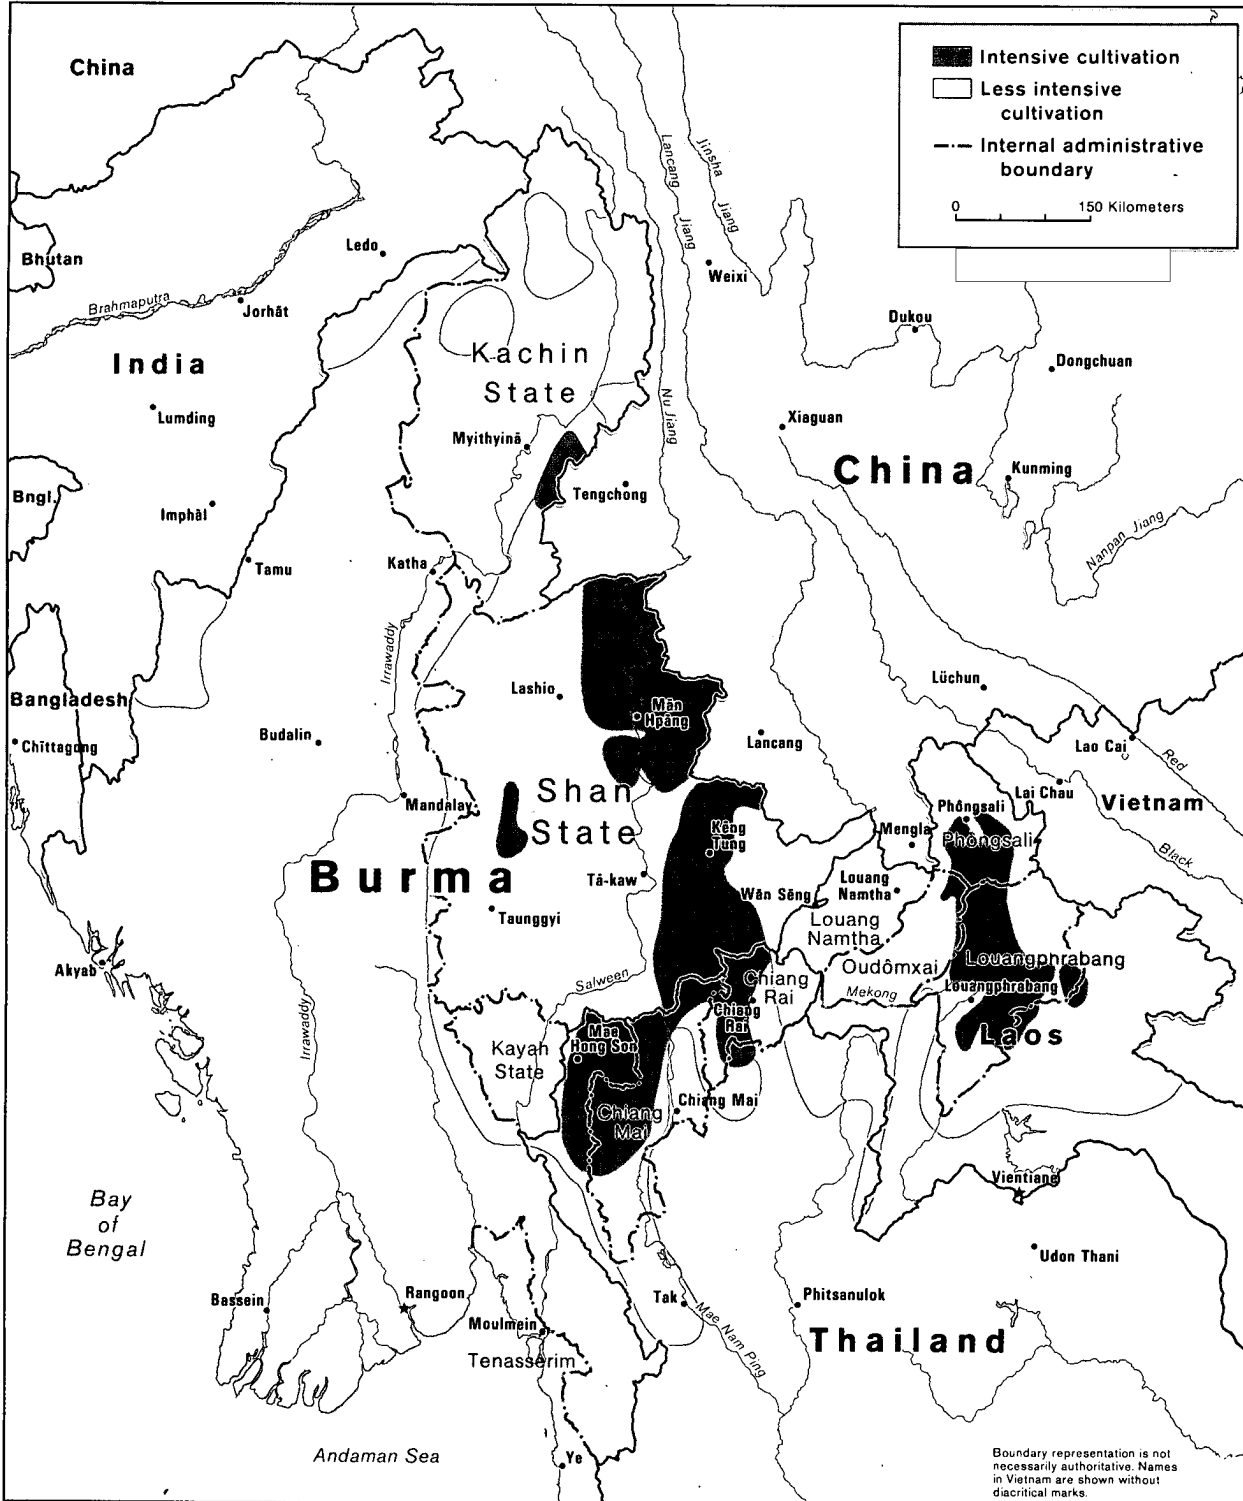 China
Intensive cultivation
Less intensive
cultivation
Internal administrative
boundary
0 150 Kilometers
Lancang Jiang
Jinsha Jiang
Bhutan
Ledo
Weixi
Brahmaputra
Jorhāt
Dukou
Dongchuan
India
Kachin
State
Lumding
Nu Jiang
Xiaguan
Myithyinā
China
Kunming
Bngl.
Imphāl
Tengchong
Nanpan Jiang
Tamu
Katha
Irrawaddy
Lüchun
Bangladesh
Lashio
Mān
Hpāng
Chittagong
Budalin
Lancang
Lao Cai
Red
Mandalay
Shan
State
Lai Chau
Vietnam
Phôngsali
Phôngsali
Kēng
Tung
Mengla
Black
Burma
Tā-kaw
Wān Sēng
Louang
Namtha
Louang
Namtha
Taunggyi
Akyab
Salween
Chiang
Rai
Oudômxai
Louangphrabang
Mekong
Louangphrabang
Chiang
Rai
Irrawaddy
Mae
Hong Son
Laos
Kayah
State
Chiang Mai
Chiang
Mai
Vientiane
Bay
of
Bengal
Udon Thani
Bassein
Rangoon
Tak
Mae Nam Ping
Phitsanulok
Moulmein
Tenasserim
Thailand
Andaman Sea
Ye
Boundary representation is not
necessarily authoritative. Names
in Vietnam are shown without
diacritical marks.